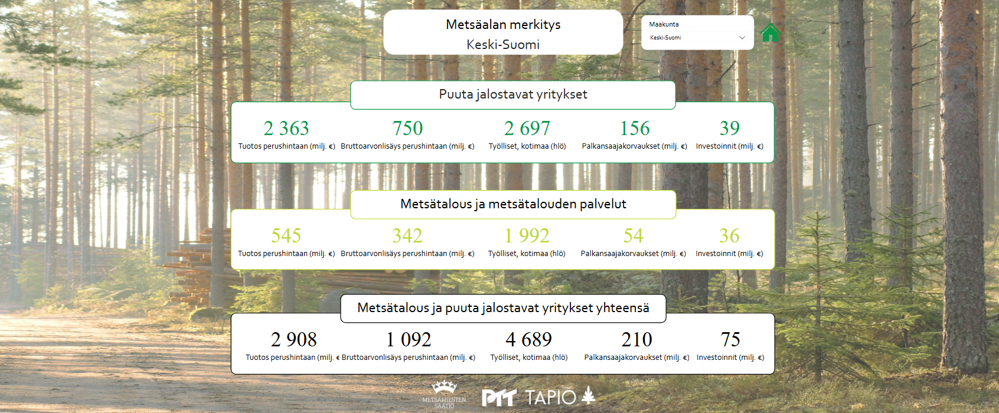 Metsäalan merkitys
Keski-Suomi
Maakunta
Keski-Suomi
Puuta jalostavat yritykset
2 363 750 2 697 156 39
Tuotos perushintaan (milj. €) Bruttoarvonlisäys perushintaan (milj. €) Työlliset, kotimaa (hlö) Palkansaajakorvaukset (milj. €) Investoinnit (milj. €)
Metsätalous ja metsätalouden palvelut
545 342 1 992 54 36
Tuotos perushintaan (milj. €) Bruttoarvonlisäys perushintaan (milj. €) Työlliset, kotimaa (hlö) Palkansaajakorvaukset (milj. €) Investoinnit (milj. €)
Metsätalous ja puuta jalostavat yritykset yhteensä
2 908 1 092 4 689 210 75
Tuotos perushintaan (milj. € Bruttoarvonlisäys perushintaan (milj. €) Työlliset, kotimaa (hlö) Palkansaajakorvaukset (milj. €) Investoinnit (milj. €)
METSÄMIESTEN
SÄÄTIÖ
PTT TAPIO